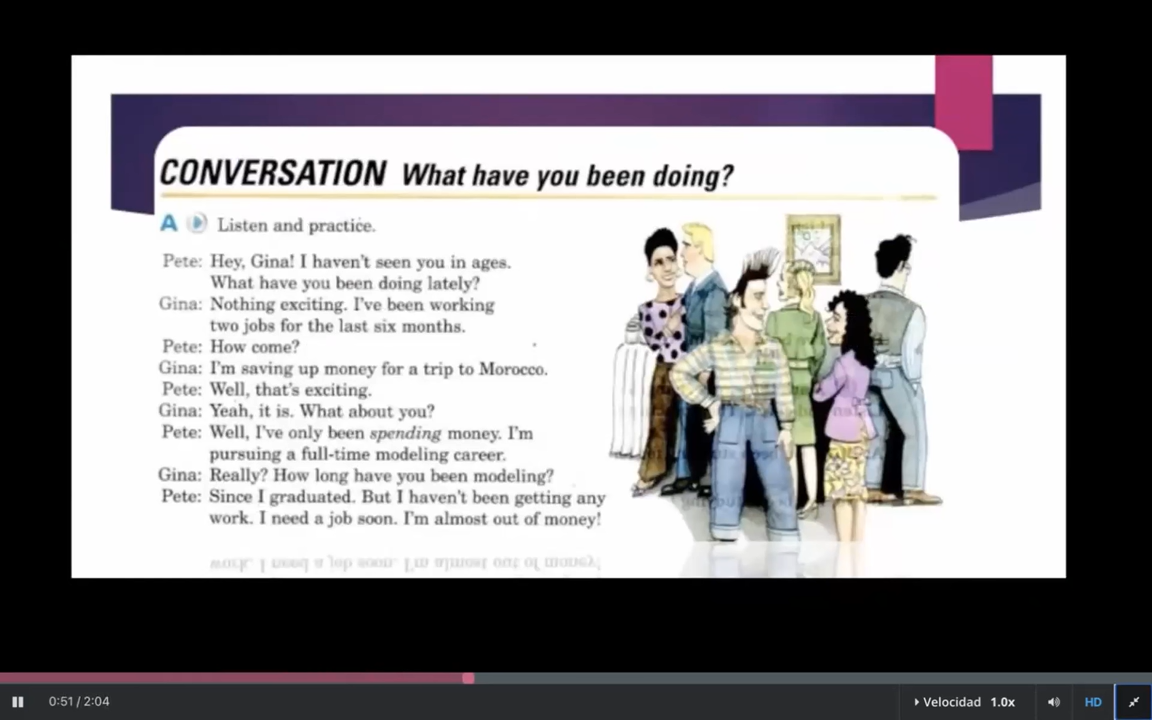 CONVERSATION What have you been doing?
A Listen and practice.
Pete: Hey, Gina! I haven't seen you in ages.
What have you been doing lately?
Gina: Nothing exciting. I've been working
two jobs for the last six months.
Pete: How come?
Gina: I'm saving up money for a trip to Morocco.
Pete: Well, that's exciting.
Gina: Yeah, it is. What about you?
Pete: Well, I've only been spending money. I'm
pursuing a full-time modeling career.
Gina: Really? How long have you been modeling?
Pete: Since I graduated. But I haven't been getting any
work. I need a job soon. I'm almost out of money!
0:51 / 2:04
Velocidad 1.0x
HD